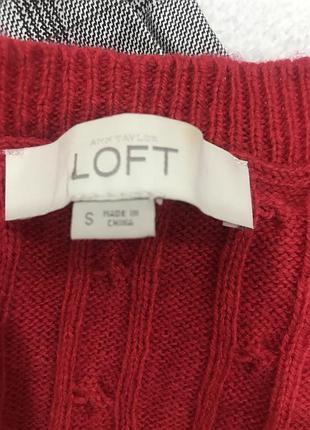 ANN TAYLOR
LOFT
S MADE IN
CHINA